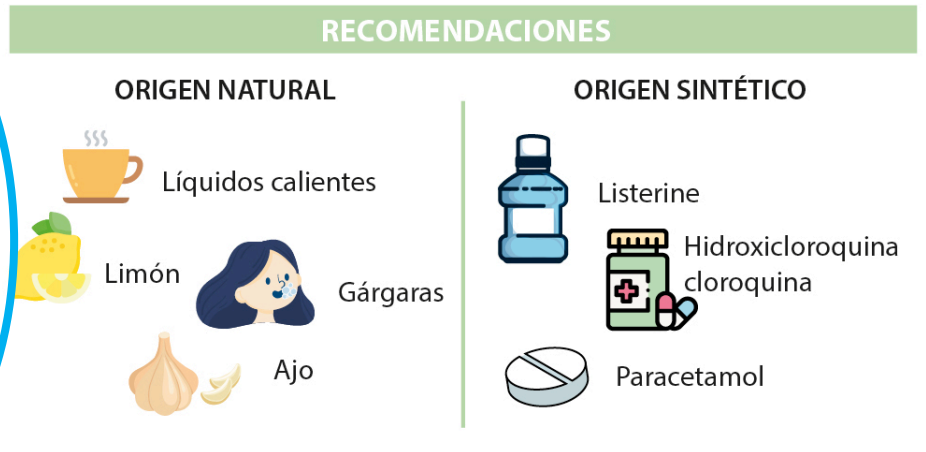 RECOMENDACIONES
ORIGEN NATURAL
Líquidos calientes
Limón
Gárgaras
Ajo
ORIGEN SINTÉTICO
Listerine
Hidroxicloroquina
cloroquina
Paracetamol